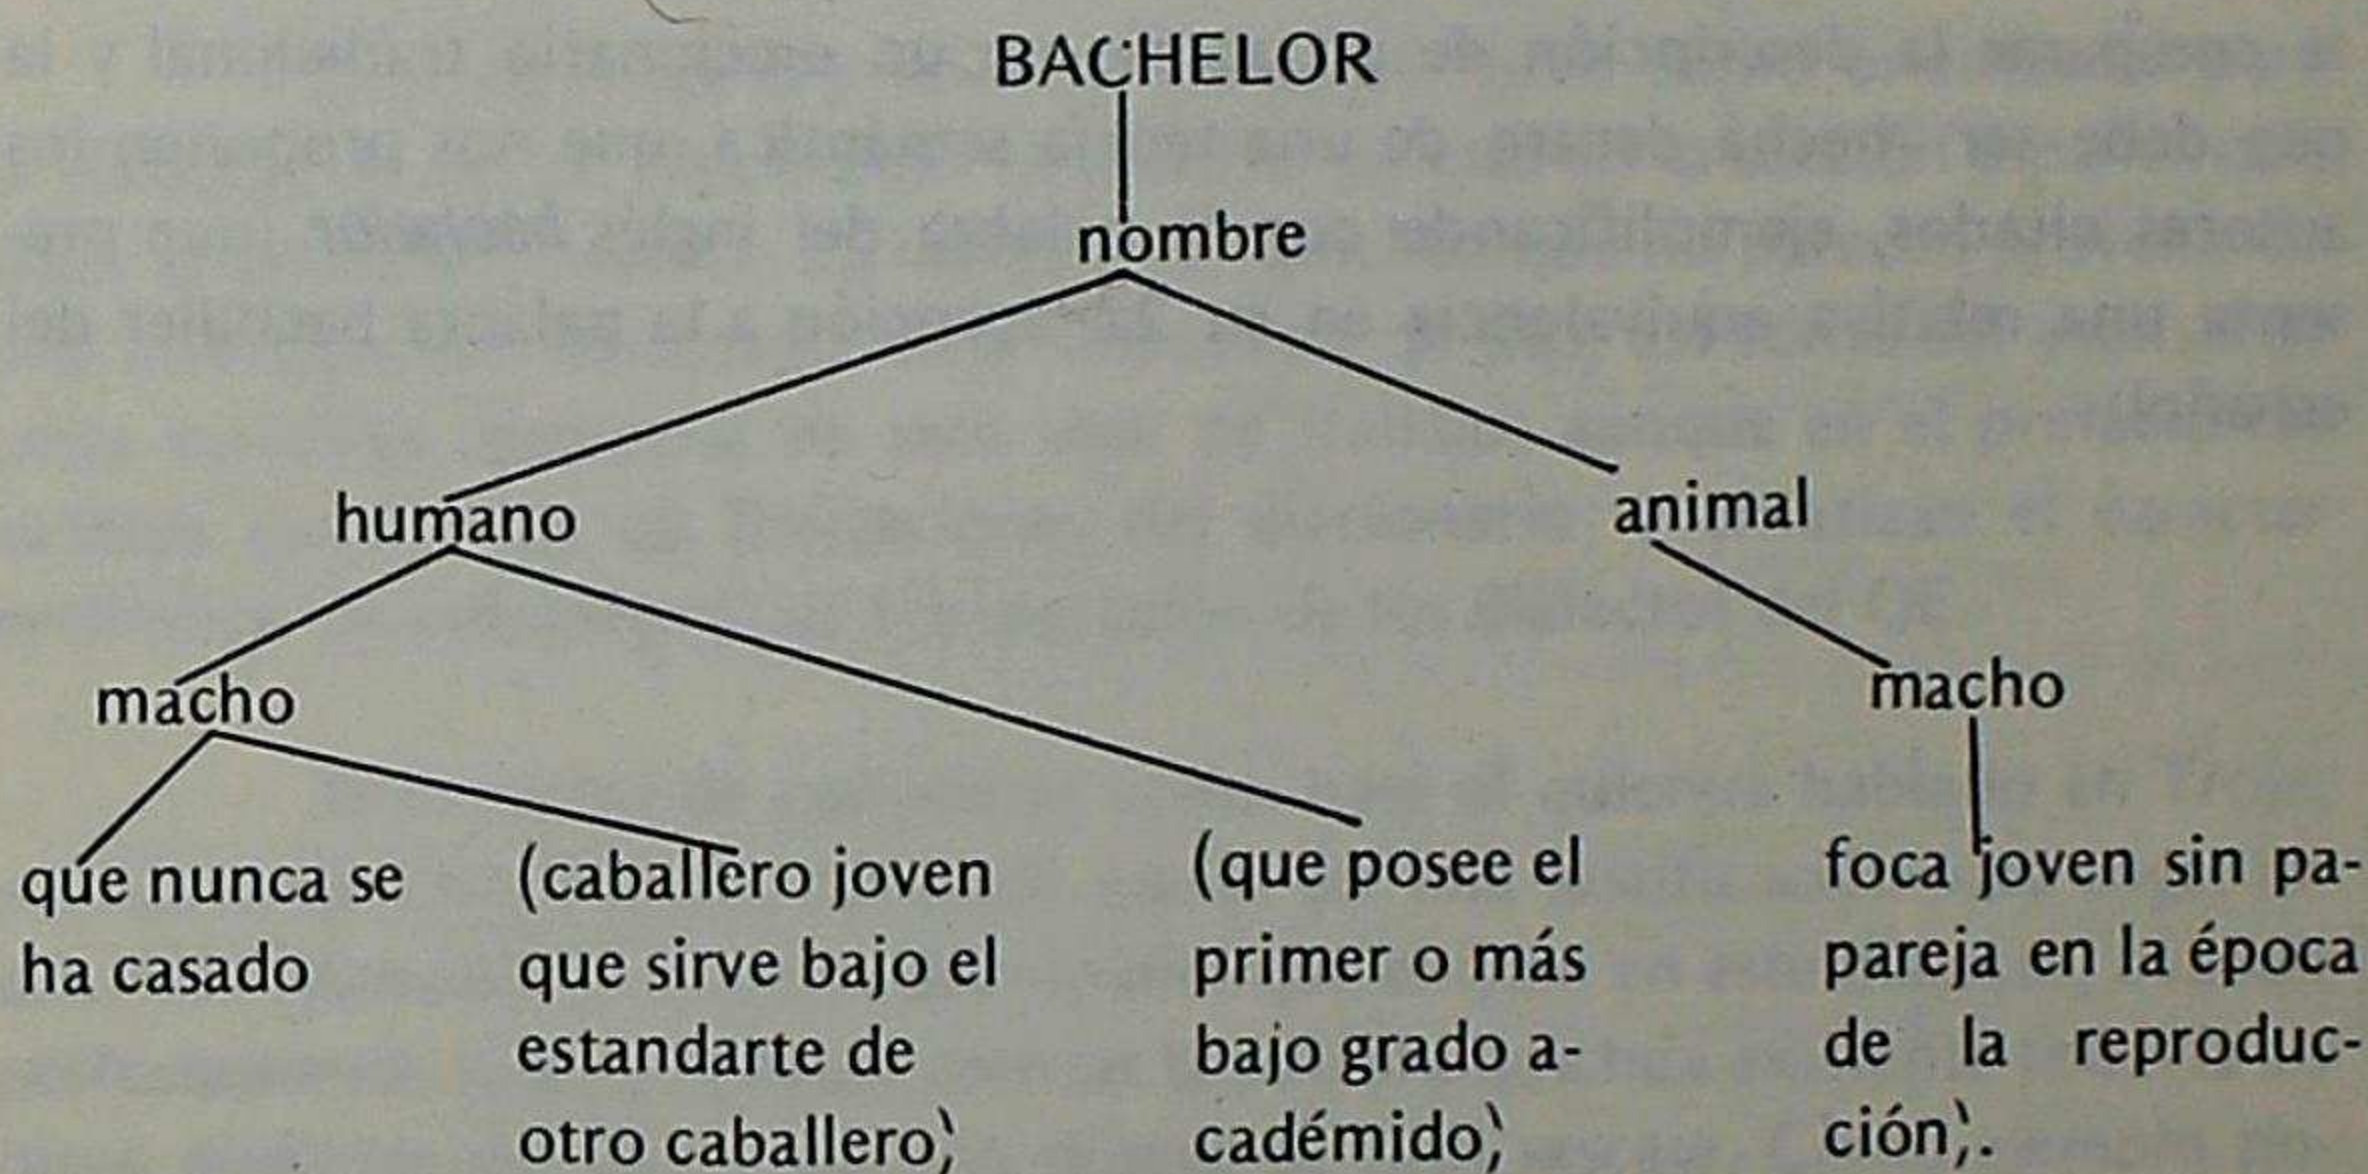 BACHELOR
nombre
humano
animal
macho
macho
que nunca se
ha casado
(caballero joven
que sirve bajo el
estandarte de
otro caballero)
(que posee el
primer o más
bajo grado a-
cadémido)
foca joven sin pa-
pareja en la época
de la reproduc-
ción).